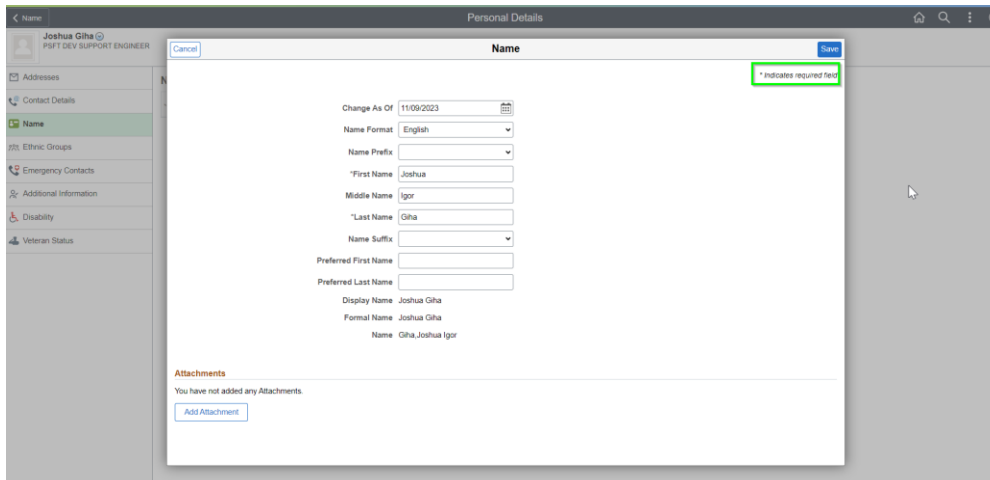 Name
Personal Details
Joshua Giha
PSFT DEV SUPPORT ENGINEER
Addresses
Contact Details
Name
Ethnic Groups
Emergency Contacts
Additional Information
Disability
Veteran Status
Cancel
Name
Save
* Indicates required field
Change As Of 11/09/2023
Name Format English
Name Prefix
*First Name Joshua
Middle Name Igor
*Last Name Giha
Name Suffix
Preferred First Name
Preferred Last Name
Display Name Joshua Giha
Formal Name Joshua Giha
Name Giha,Joshua Igor
Attachments
You have not added any Attachments.
Add Attachment